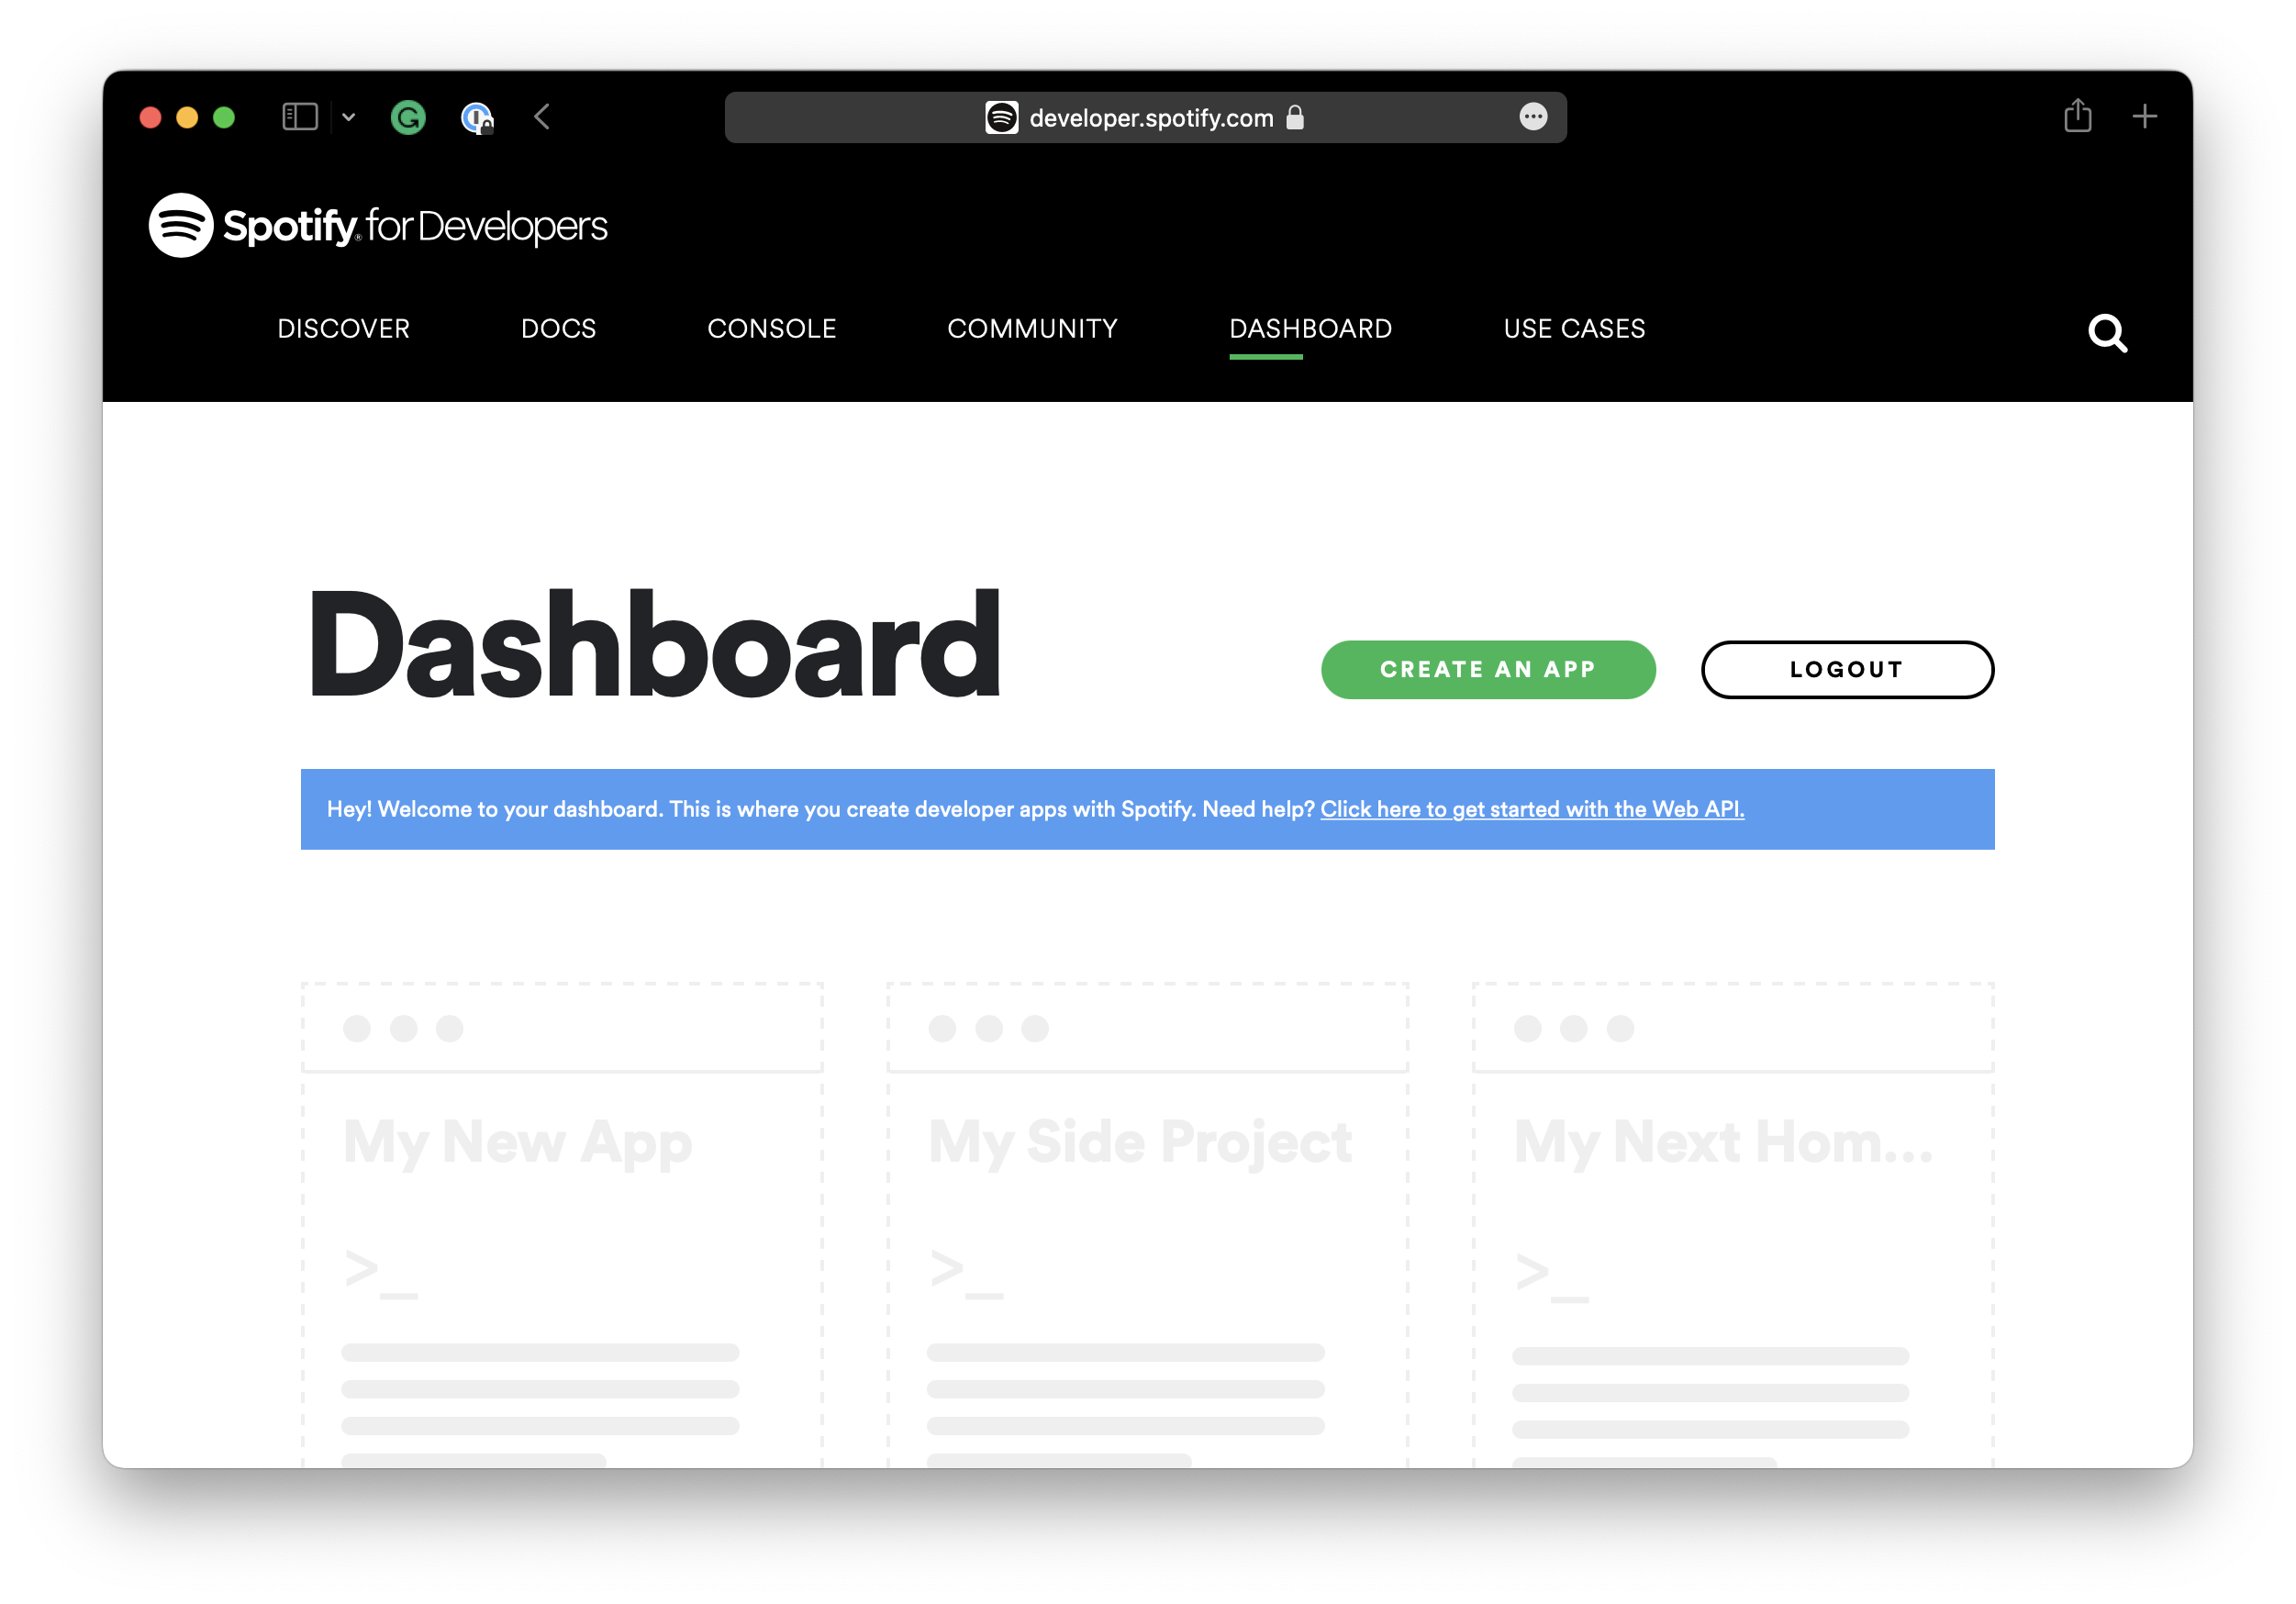 developer.spotify.com
Spotify® for Developers
DISCOVER DOCS CONSOLE COMMUNITY DASHBOARD USE CASES
Dashboard
CREATE AN APP LOGOUT
Hey! Welcome to your dashboard. This is where you create developer apps with Spotify. Need help? Click here to get started with the Web API.
My New App My Side Project My Next Hom...
>_ >_ >_